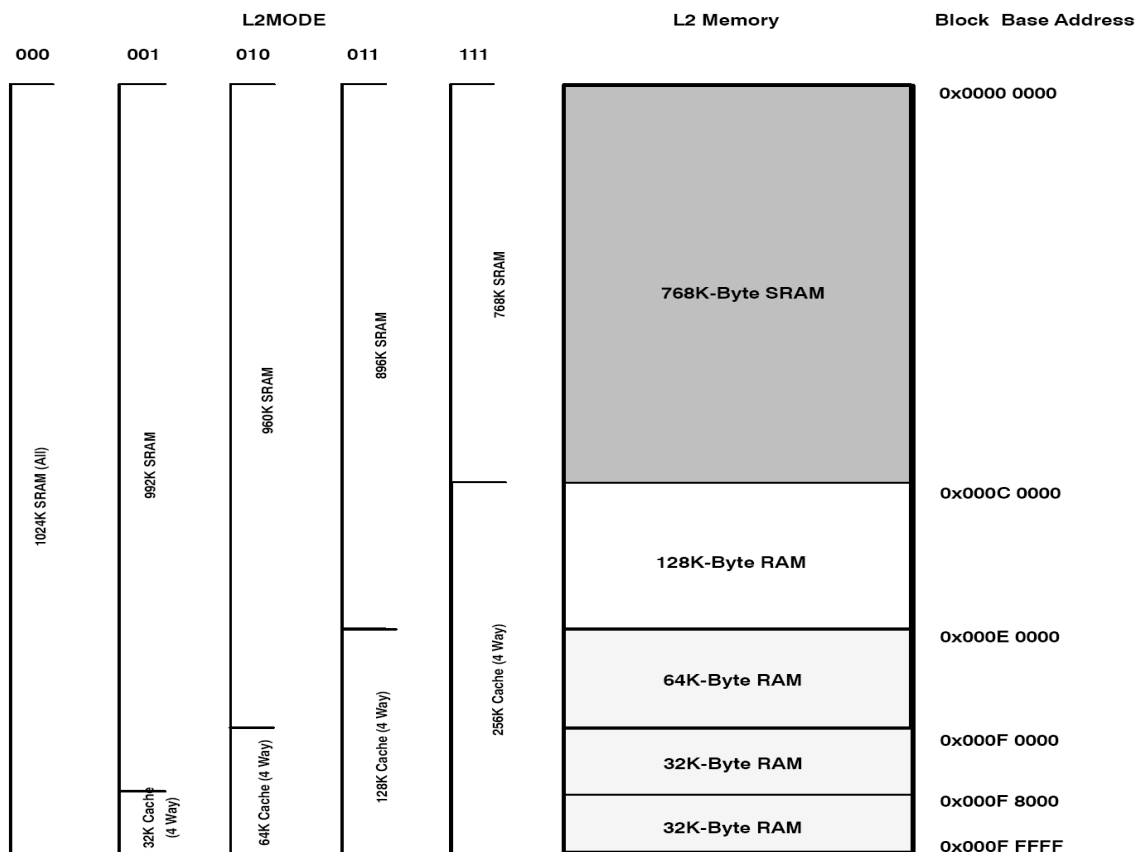 L2MODE L2 Memory Block Base Address
000 001 010 011 111
0x0000 0000
768K SRAM
768K-Byte SRAM
896K SRAM
960K SRAM
992K SRAM
1024K SRAM (All)
0x000C 0000
128K-Byte RAM
0x000E 0000
256K Cache (4 Way)
64K-Byte RAM
128K Cache (4 Way)
0x000F 0000
64K Cache (4 Way)
32K-Byte RAM
0x000F 8000
32K Cache
(4 Way)
32K-Byte RAM
0x000F FFFF